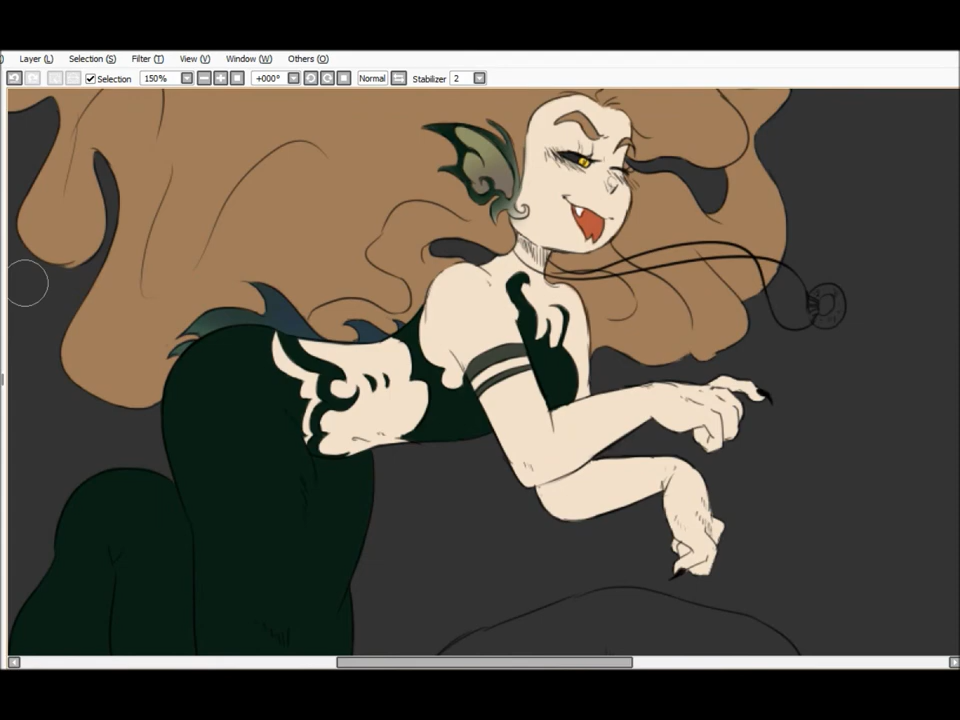 ) Layer (L) Selection (S) Filter (T) View (V) Window (W) Others (O)
Selection 150% +000° Normal Stabilizer 2